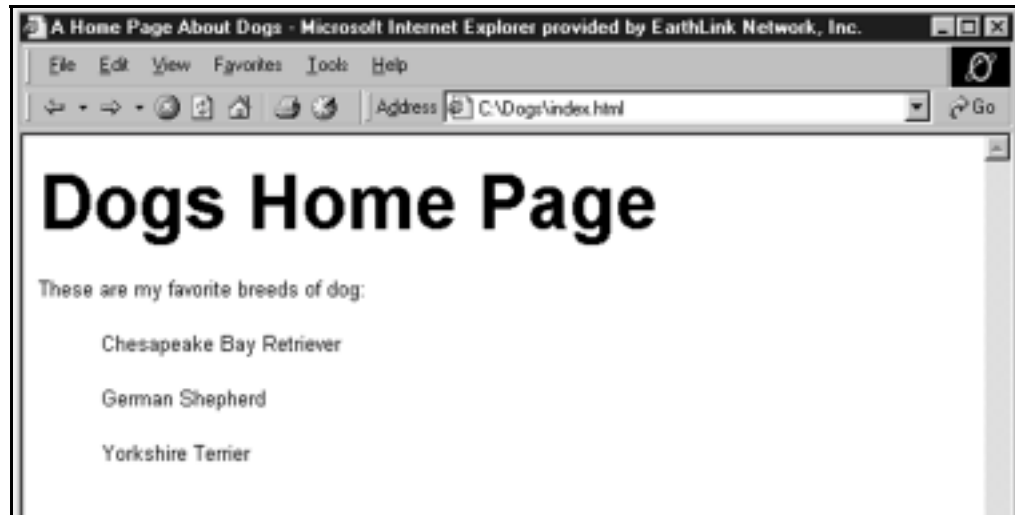 A Home Page About Dogs - Microsoft Internet Explorer provided by EarthLink Network, Inc.
File Edit View Favorites Tools Help
Address C:\Dogs\index.html Go
Dogs Home Page
These are my favorite breeds of dog:
Chesapeake Bay Retriever
German Shepherd
Yorkshire Terrier